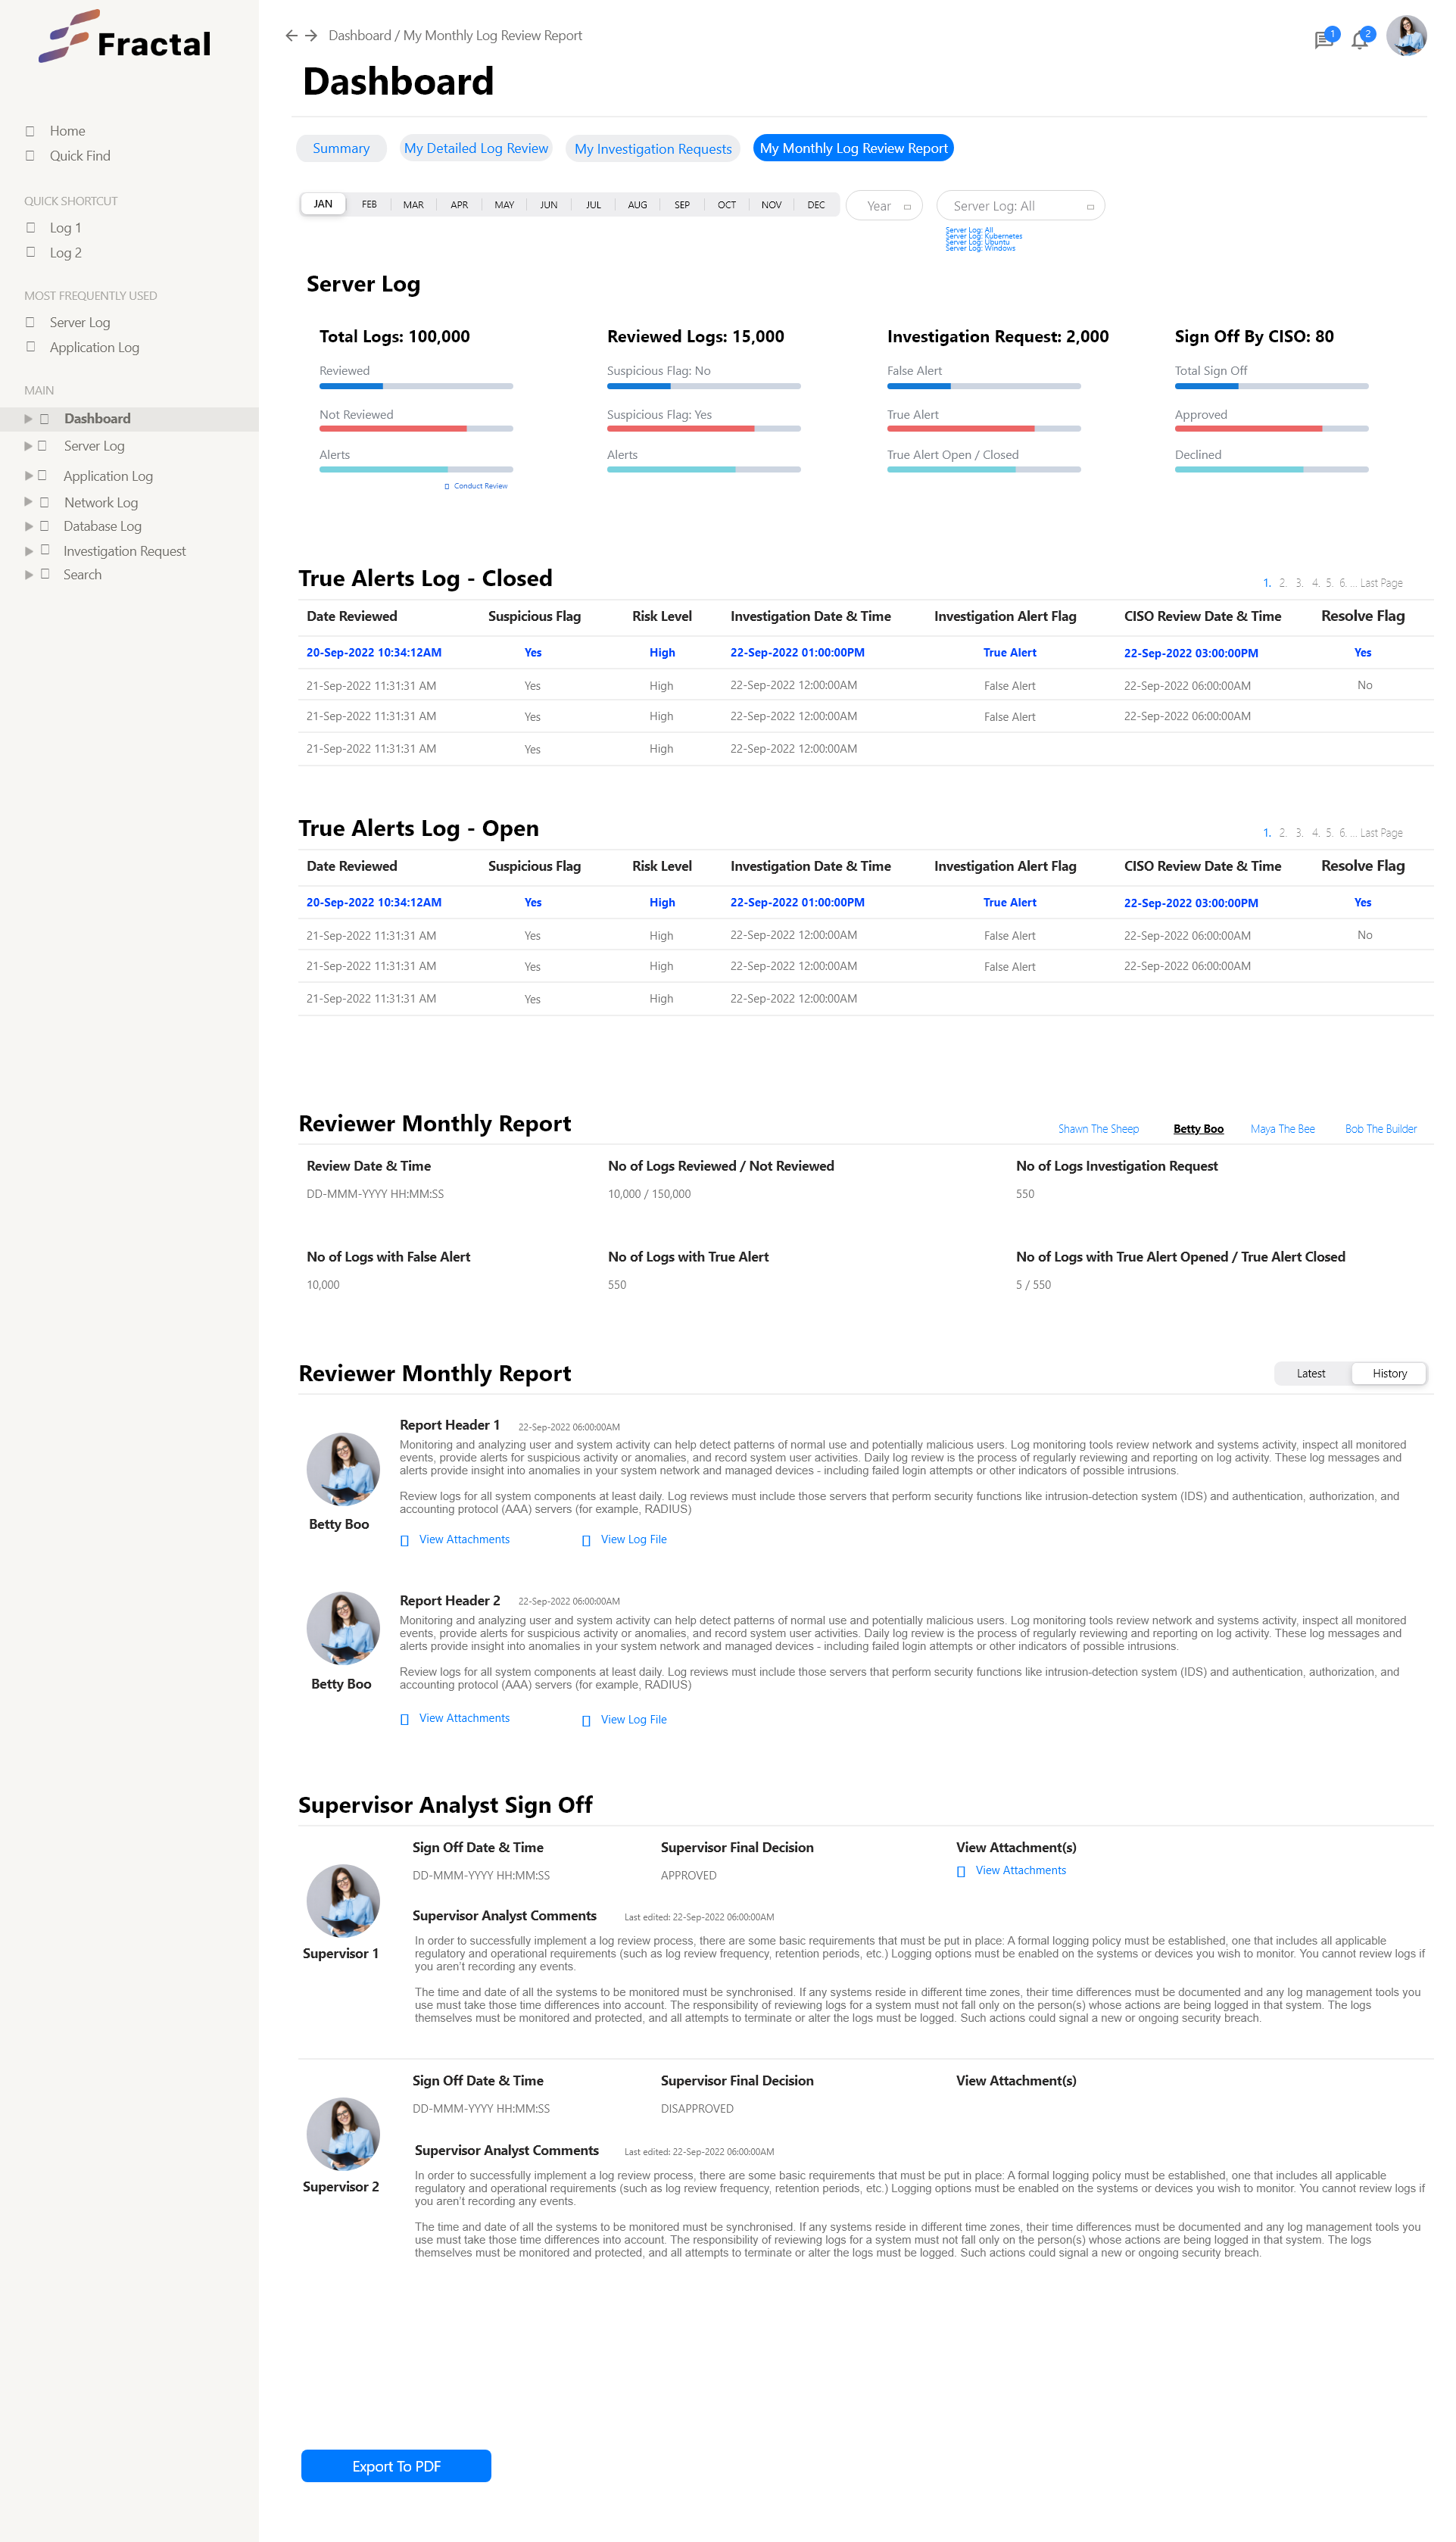 Fractal
Home
Quick Find
QUICK SHORTCUT
Log 1
Log 2
MOST FREQUENTLY USED
Server Log
Application Log
MAIN
Dashboard
Server Log
Application Log
Network Log
Database Log
Investigation Request
Search
Dashboard / My Monthly Log Review Report
1
2
Dashboard
Summary
My Detailed Log Review
My Investigation Requests
My Monthly Log Review Report
JAN FEB MAR APR MAY JUN JUL AUG SEP OCT NOV DEC
Year
Server Log: All
Server Log: All
Server Log: Kubernetes
Server Log: Ubuntu
Server Log: Windows
Server Log
Total Logs: 100,000
Reviewed
Not Reviewed
Alerts
Conduct Review
Reviewed Logs: 15,000
Suspicious Flag: No
Suspicious Flag: Yes
Alerts
Investigation Request: 2,000
False Alert
True Alert
True Alert Open / Closed
Sign Off By CISO: 80
Total Sign Off
Approved
Declined
True Alerts Log - Closed
1. 2. 3. 4. 5. 6. ... Last Page
Date Reviewed Suspicious Flag Risk Level Investigation Date & Time Investigation Alert Flag CISO Review Date & Time Resolve Flag
20-Sep-2022 10:34:12AM Yes High 22-Sep-2022 01:00:00PM True Alert 22-Sep-2022 03:00:00PM Yes
21-Sep-2022 11:31:31 AM Yes High 22-Sep-2022 12:00:00AM False Alert 22-Sep-2022 06:00:00AM No
21-Sep-2022 11:31:31 AM Yes High 22-Sep-2022 12:00:00AM False Alert 22-Sep-2022 06:00:00AM
21-Sep-2022 11:31:31 AM Yes High 22-Sep-2022 12:00:00AM
True Alerts Log - Open
1. 2. 3. 4. 5. 6. ... Last Page
Date Reviewed Suspicious Flag Risk Level Investigation Date & Time Investigation Alert Flag CISO Review Date & Time Resolve Flag
20-Sep-2022 10:34:12AM Yes High 22-Sep-2022 01:00:00PM True Alert 22-Sep-2022 03:00:00PM Yes
21-Sep-2022 11:31:31 AM Yes High 22-Sep-2022 12:00:00AM False Alert 22-Sep-2022 06:00:00AM No
21-Sep-2022 11:31:31 AM Yes High 22-Sep-2022 12:00:00AM False Alert 22-Sep-2022 06:00:00AM
21-Sep-2022 11:31:31 AM Yes High 22-Sep-2022 12:00:00AM
Reviewer Monthly Report
Shawn The Sheep Betty Boo Maya The Bee Bob The Builder
Review Date & Time No of Logs Reviewed / Not Reviewed No of Logs Investigation Request
DD-MMM-YYYY HH:MM:SS 10,000 / 150,000 550
No of Logs with False Alert No of Logs with True Alert No of Logs with True Alert Opened / True Alert Closed
10,000 550 5 / 550
Reviewer Monthly Report
Latest History
Report Header 1 22-Sep-2022 06:00:00AM
Monitoring and analyzing user and system activity can help detect patterns of normal use and potentially malicious users. Log monitoring tools review network and systems activity, inspect all monitored
events, provide alerts for suspicious activity or anomalies, and record system user activities. Daily log review is the process of regularly reviewing and reporting on log activity. These log messages and
alerts provide insight into anomalies in your system network and managed devices - including failed login attempts or other indicators of possible intrusions.
Review logs for all system components at least daily. Log reviews must include those servers that perform security functions like intrusion-detection system (IDS) and authentication, authorization, and
accounting protocol (AAA) servers (for example, RADIUS)
Betty Boo
View Attachments View Log File
Report Header 2 22-Sep-2022 06:00:00AM
Monitoring and analyzing user and system activity can help detect patterns of normal use and potentially malicious users. Log monitoring tools review network and systems activity, inspect all monitored
events, provide alerts for suspicious activity or anomalies, and record system user activities. Daily log review is the process of regularly reviewing and reporting on log activity. These log messages and
alerts provide insight into anomalies in your system network and managed devices - including failed login attempts or other indicators of possible intrusions.
Review logs for all system components at least daily. Log reviews must include those servers that perform security functions like intrusion-detection system (IDS) and authentication, authorization, and
accounting protocol (AAA) servers (for example, RADIUS)
Betty Boo
View Attachments View Log File
Supervisor Analyst Sign Off
Sign Off Date & Time Supervisor Final Decision View Attachment(s)
DD-MMM-YYYY HH:MM:SS APPROVED View Attachments
Supervisor Analyst Comments Last edited: 22-Sep-2022 06:00:00AM
Supervisor 1
In order to successfully implement a log review process, there are some basic requirements that must be put in place: A formal logging policy must be established, one that includes all applicable
regulatory and operational requirements (such as log review frequency, retention periods, etc.) Logging options must be enabled on the systems or devices you wish to monitor. You cannot review logs if
you aren't recording any events.
The time and date of all the systems to be monitored must be synchronised. If any systems reside in different time zones, their time differences must be documented and any log management tools you
use must take those time differences into account. The responsibility of reviewing logs for a system must not fall only on the person(s) whose actions are being logged in that system. The logs
themselves must be monitored and protected, and all attempts to terminate or alter the logs must be logged. Such actions could signal a new or ongoing security breach.
Sign Off Date & Time Supervisor Final Decision View Attachment(s)
DD-MMM-YYYY HH:MM:SS DISAPPROVED
Supervisor Analyst Comments Last edited: 22-Sep-2022 06:00:00AM
Supervisor 2
In order to successfully implement a log review process, there are some basic requirements that must be put in place: A formal logging policy must be established, one that includes all applicable
regulatory and operational requirements (such as log review frequency, retention periods, etc.) Logging options must be enabled on the systems or devices you wish to monitor. You cannot review logs if
you aren't recording any events.
The time and date of all the systems to be monitored must be synchronised. If any systems reside in different time zones, their time differences must be documented and any log management tools you
use must take those time differences into account. The responsibility of reviewing logs for a system must not fall only on the person(s) whose actions are being logged in that system. The logs
themselves must be monitored and protected, and all attempts to terminate or alter the logs must be logged. Such actions could signal a new or ongoing security breach.
Export To PDF